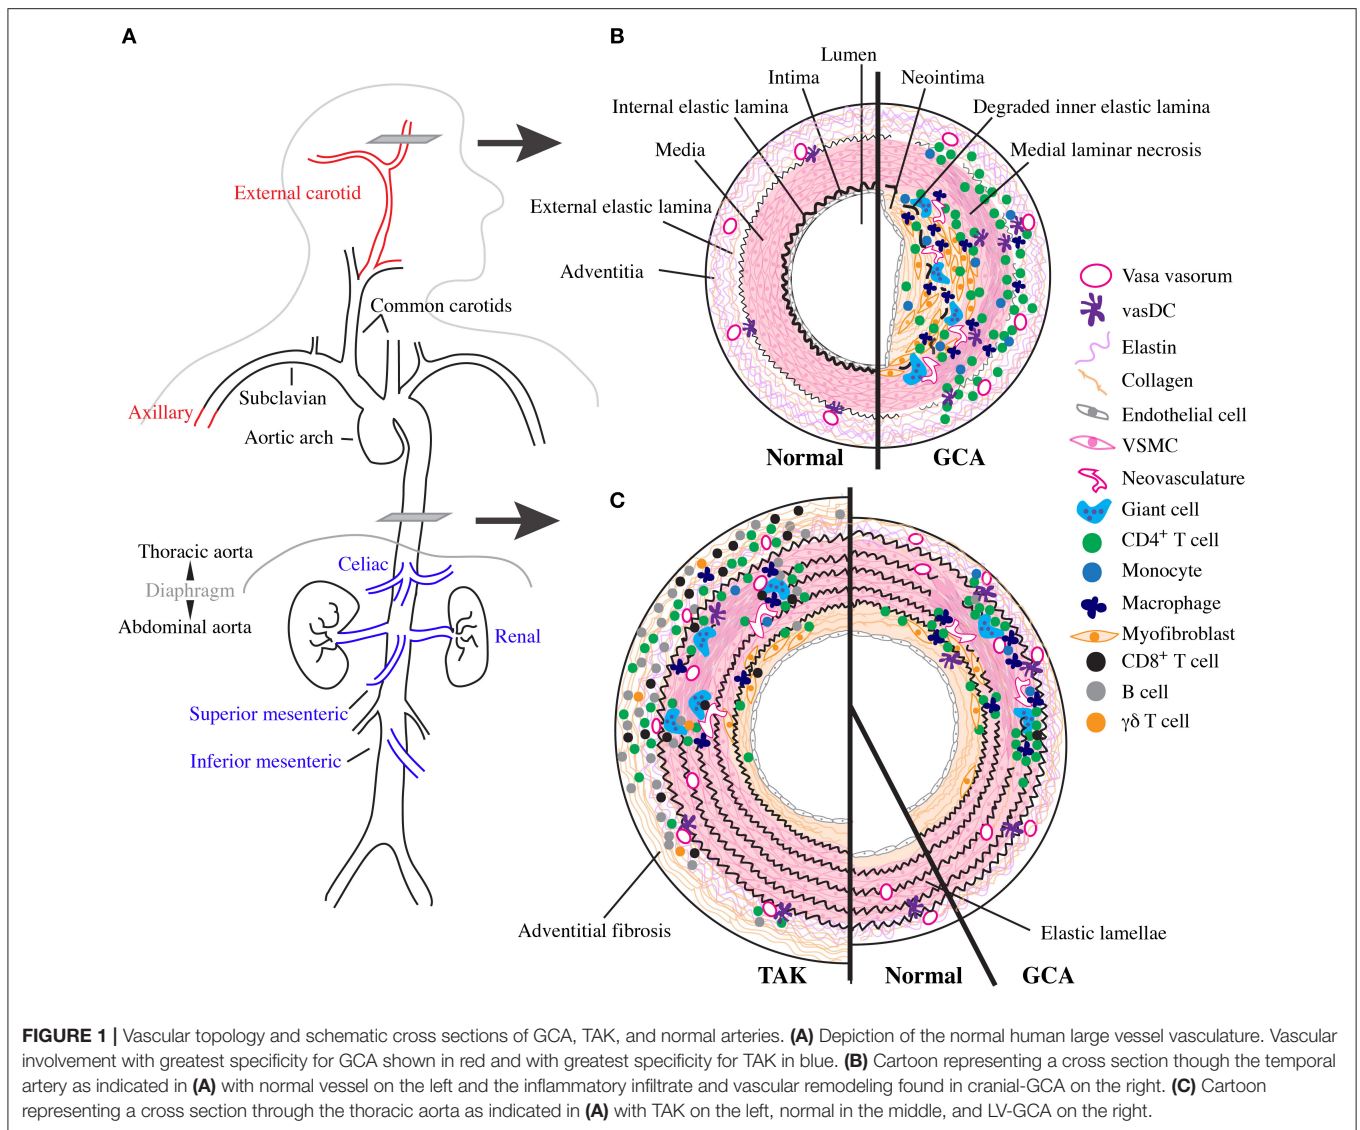 A
External carotid
Common carotids
Subclavian
Axillary
Aortic arch
Thoracic aorta
Diaphragm
Abdominal aorta
Celiac
Renal
Superior mesenteric
Inferior mesenteric
B
Lumen
Intima
Neointima
Internal elastic lamina
Degraded inner elastic lamina
Media
Medial laminar necrosis
External elastic lamina
Adventitia
Normal
GCA
C
Adventitial fibrosis
Elastic lamellae
TAK
Normal
GCA
Vasa vasorum
vasDC
Elastin
Collagen
Endothelial cell
VSMC
Neovasculature
Giant cell
CD4+ T cell
Monocyte
Macrophage
Myofibroblast
CD8+ T cell
B cell
γδ T cell
FIGURE 1 | Vascular topology and schematic cross sections of GCA, TAK, and normal arteries. (A) Depiction of the normal human large vessel vasculature. Vascular
involvement with greatest specificity for GCA shown in red and with greatest specificity for TAK in blue. (B) Cartoon representing a cross section though the temporal
artery as indicated in (A) with normal vessel on the left and the inflammatory infiltrate and vascular remodeling found in cranial-GCA on the right. (C) Cartoon
representing a cross section through the thoracic aorta as indicated in (A) with TAK on the left, normal in the middle, and LV-GCA on the right.